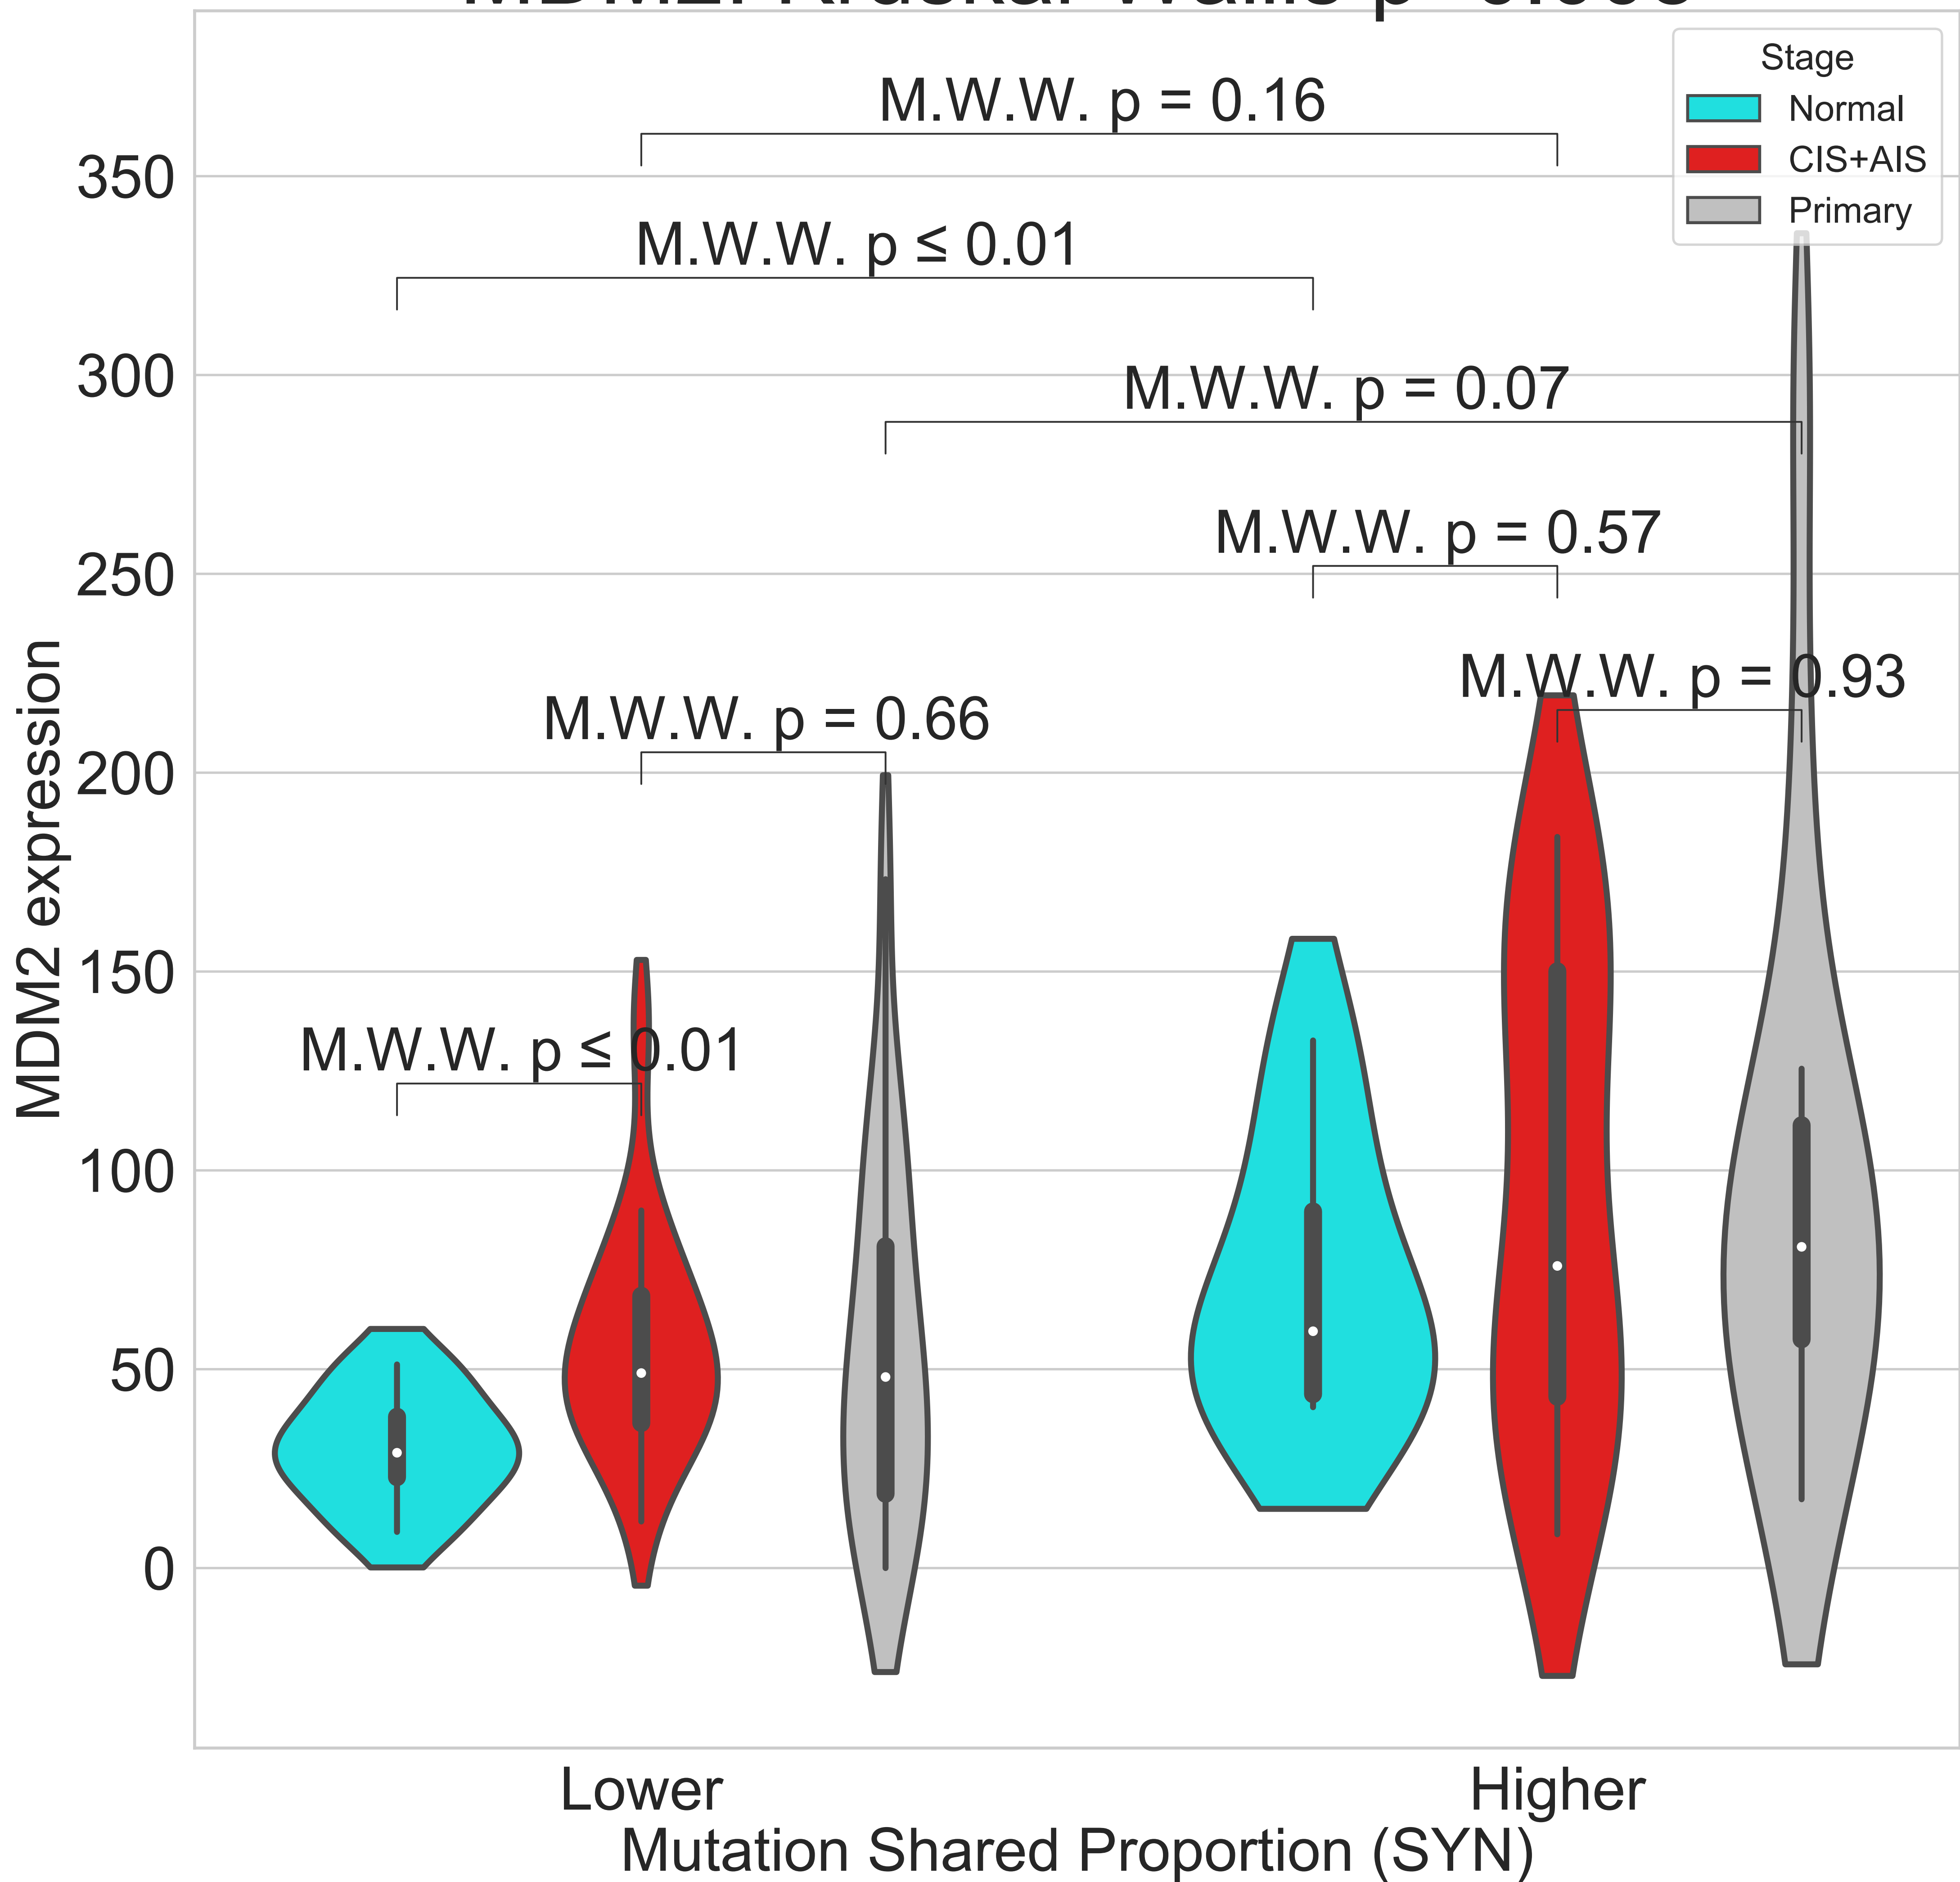 Stage
Normal
CIS+AIS
Primary
M.W.W. p = 0.16
M.W.W. p ≤ 0.01
M.W.W. p = 0.07
M.W.W. p = 0.57
M.W.W. p = 0.93
M.W.W. p = 0.66
M.W.W. p ≤ 0.01
350
300
250
200
150
100
50
0
MDM2 expression
Lower
Higher
Mutation Shared Proportion (SYN)